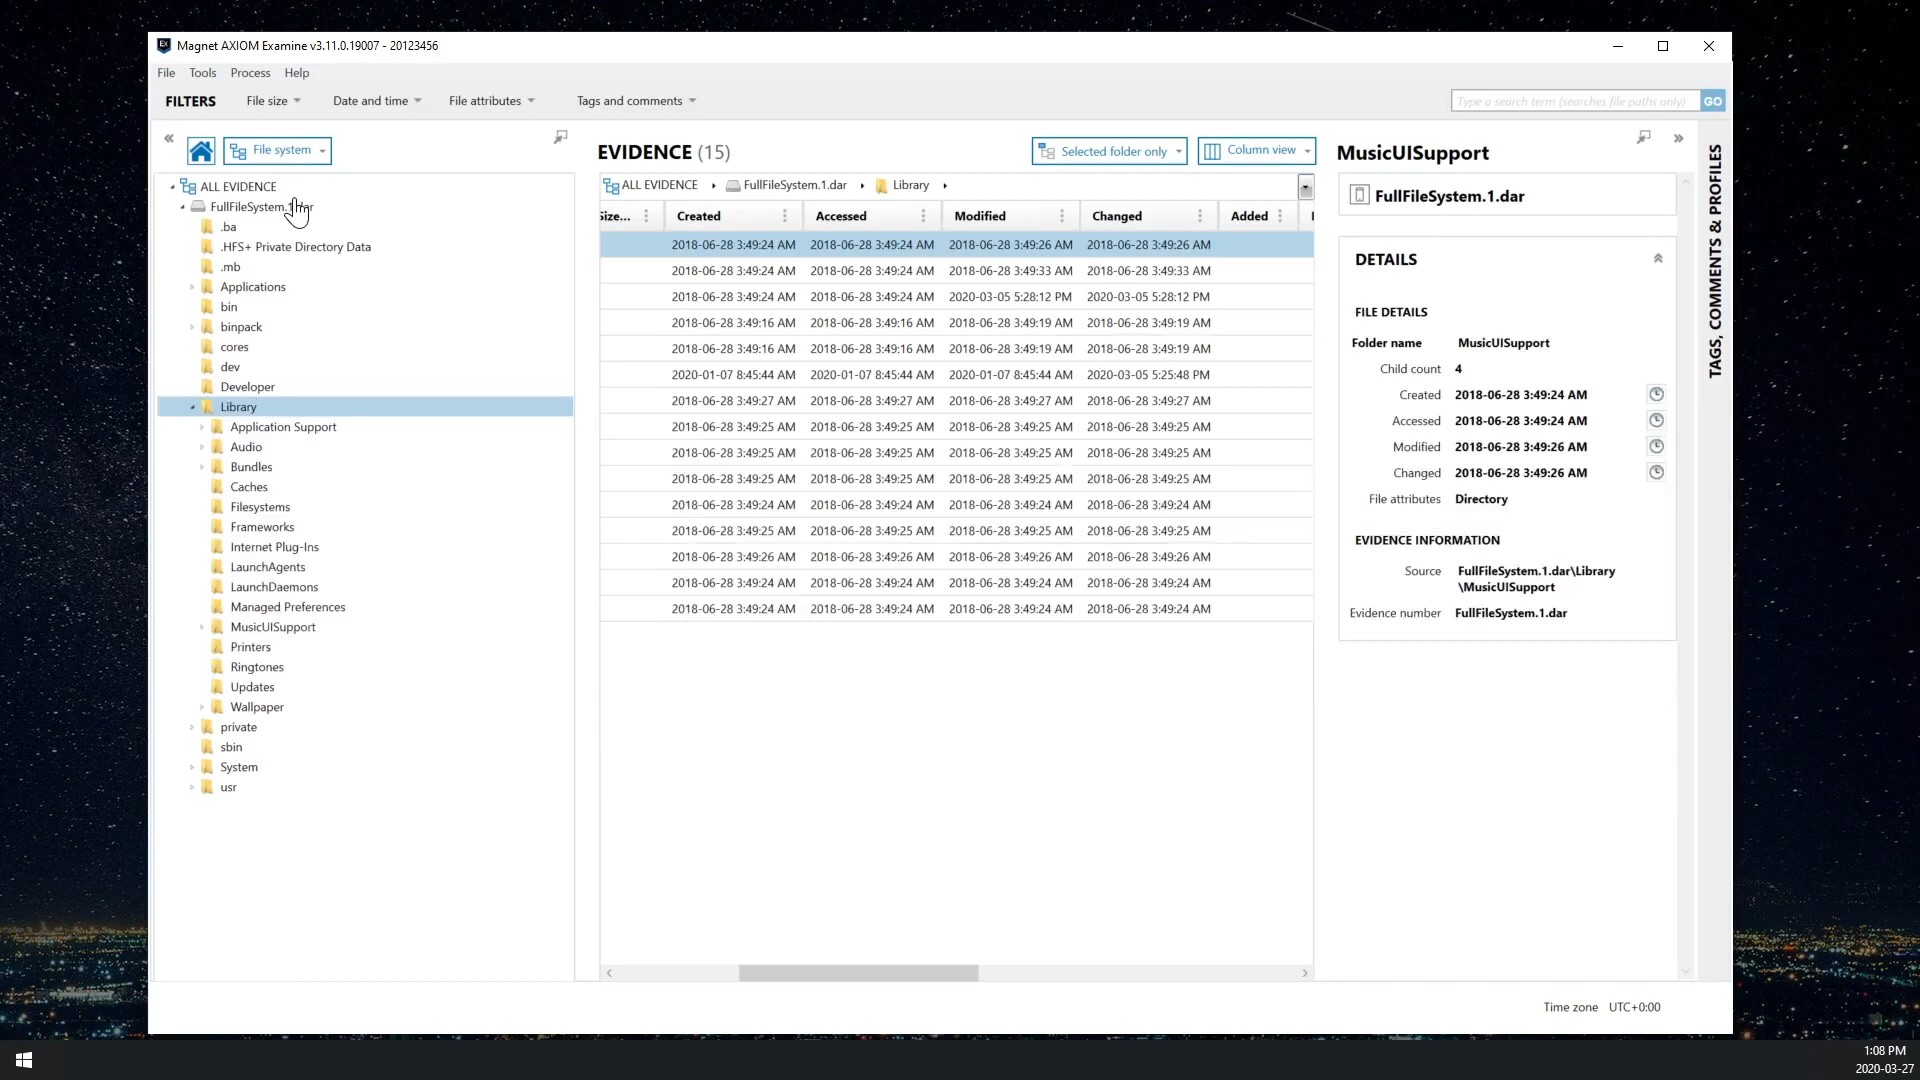 Magnet AXIOM Examine v3.11.0.19007 - 20123456
File Tools Process Help
FILTERS File size Date and time File attributes Tags and comments Type a search term (searches file paths only) GO
File system
ALL EVIDENCE
FullFileSystem.1.dar
.ba
.HFS+ Private Directory Data
.mb
Applications
bin
binpack
cores
dev
Developer
Library
Application Support
Audio
Bundles
Caches
Filesystems
Frameworks
Internet Plug-Ins
LaunchAgents
LaunchDaemons
Managed Preferences
MusicUISupport
Printers
Ringtones
Updates
Wallpaper
private
sbin
System
usr
EVIDENCE (15) Selected folder only Column view
ALL EVIDENCE FullFileSystem.1.dar Library
Size... Created Accessed Modified Changed Added
2018-06-28 3:49:24 AM 2018-06-28 3:49:24 AM 2018-06-28 3:49:26 AM 2018-06-28 3:49:26 AM
2018-06-28 3:49:24 AM 2018-06-28 3:49:24 AM 2018-06-28 3:49:33 AM 2018-06-28 3:49:33 AM
2018-06-28 3:49:24 AM 2018-06-28 3:49:24 AM 2020-03-05 5:28:12 PM 2020-03-05 5:28:12 PM
2018-06-28 3:49:16 AM 2018-06-28 3:49:16 AM 2018-06-28 3:49:19 AM 2018-06-28 3:49:19 AM
2018-06-28 3:49:16 AM 2018-06-28 3:49:16 AM 2018-06-28 3:49:19 AM 2018-06-28 3:49:19 AM
2020-01-07 8:45:44 AM 2020-01-07 8:45:44 AM 2020-01-07 8:45:44 AM 2020-03-05 5:25:48 PM
2018-06-28 3:49:27 AM 2018-06-28 3:49:27 AM 2018-06-28 3:49:27 AM 2018-06-28 3:49:27 AM
2018-06-28 3:49:25 AM 2018-06-28 3:49:25 AM 2018-06-28 3:49:25 AM 2018-06-28 3:49:25 AM
2018-06-28 3:49:25 AM 2018-06-28 3:49:25 AM 2018-06-28 3:49:25 AM 2018-06-28 3:49:25 AM
2018-06-28 3:49:25 AM 2018-06-28 3:49:25 AM 2018-06-28 3:49:25 AM 2018-06-28 3:49:25 AM
2018-06-28 3:49:24 AM 2018-06-28 3:49:24 AM 2018-06-28 3:49:24 AM 2018-06-28 3:49:24 AM
2018-06-28 3:49:25 AM 2018-06-28 3:49:25 AM 2018-06-28 3:49:25 AM 2018-06-28 3:49:25 AM
2018-06-28 3:49:26 AM 2018-06-28 3:49:26 AM 2018-06-28 3:49:26 AM 2018-06-28 3:49:26 AM
2018-06-28 3:49:24 AM 2018-06-28 3:49:24 AM 2018-06-28 3:49:24 AM 2018-06-28 3:49:24 AM
2018-06-28 3:49:24 AM 2018-06-28 3:49:24 AM 2018-06-28 3:49:24 AM 2018-06-28 3:49:24 AM
MusicUISupport
FullFileSystem.1.dar
DETAILS
FILE DETAILS
Folder name MusicUISupport
Child count 4
Created 2018-06-28 3:49:24 AM
Accessed 2018-06-28 3:49:24 AM
Modified 2018-06-28 3:49:26 AM
Changed 2018-06-28 3:49:26 AM
File attributes Directory
EVIDENCE INFORMATION
Source FullFileSystem.1.dar\Library
\MusicUISupport
Evidence number FullFileSystem.1.dar
TAGS, COMMENTS & PROFILES
Time zone UTC+0:00
1:08 PM
2020-03-27